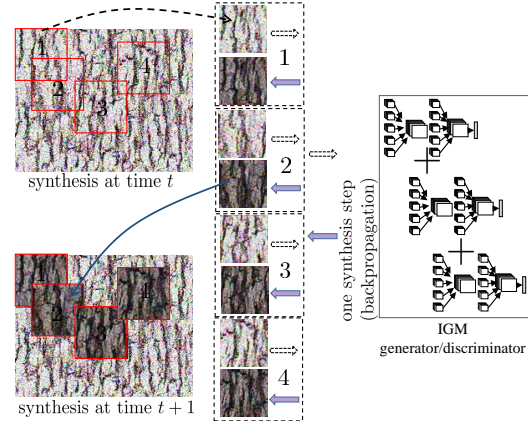 1
2
3
4
synthesis at time t
1
2
3
4
synthesis at time t + 1
1
2
3
4
one synthesis step
(backpropagation)
IGM
generator/discriminator